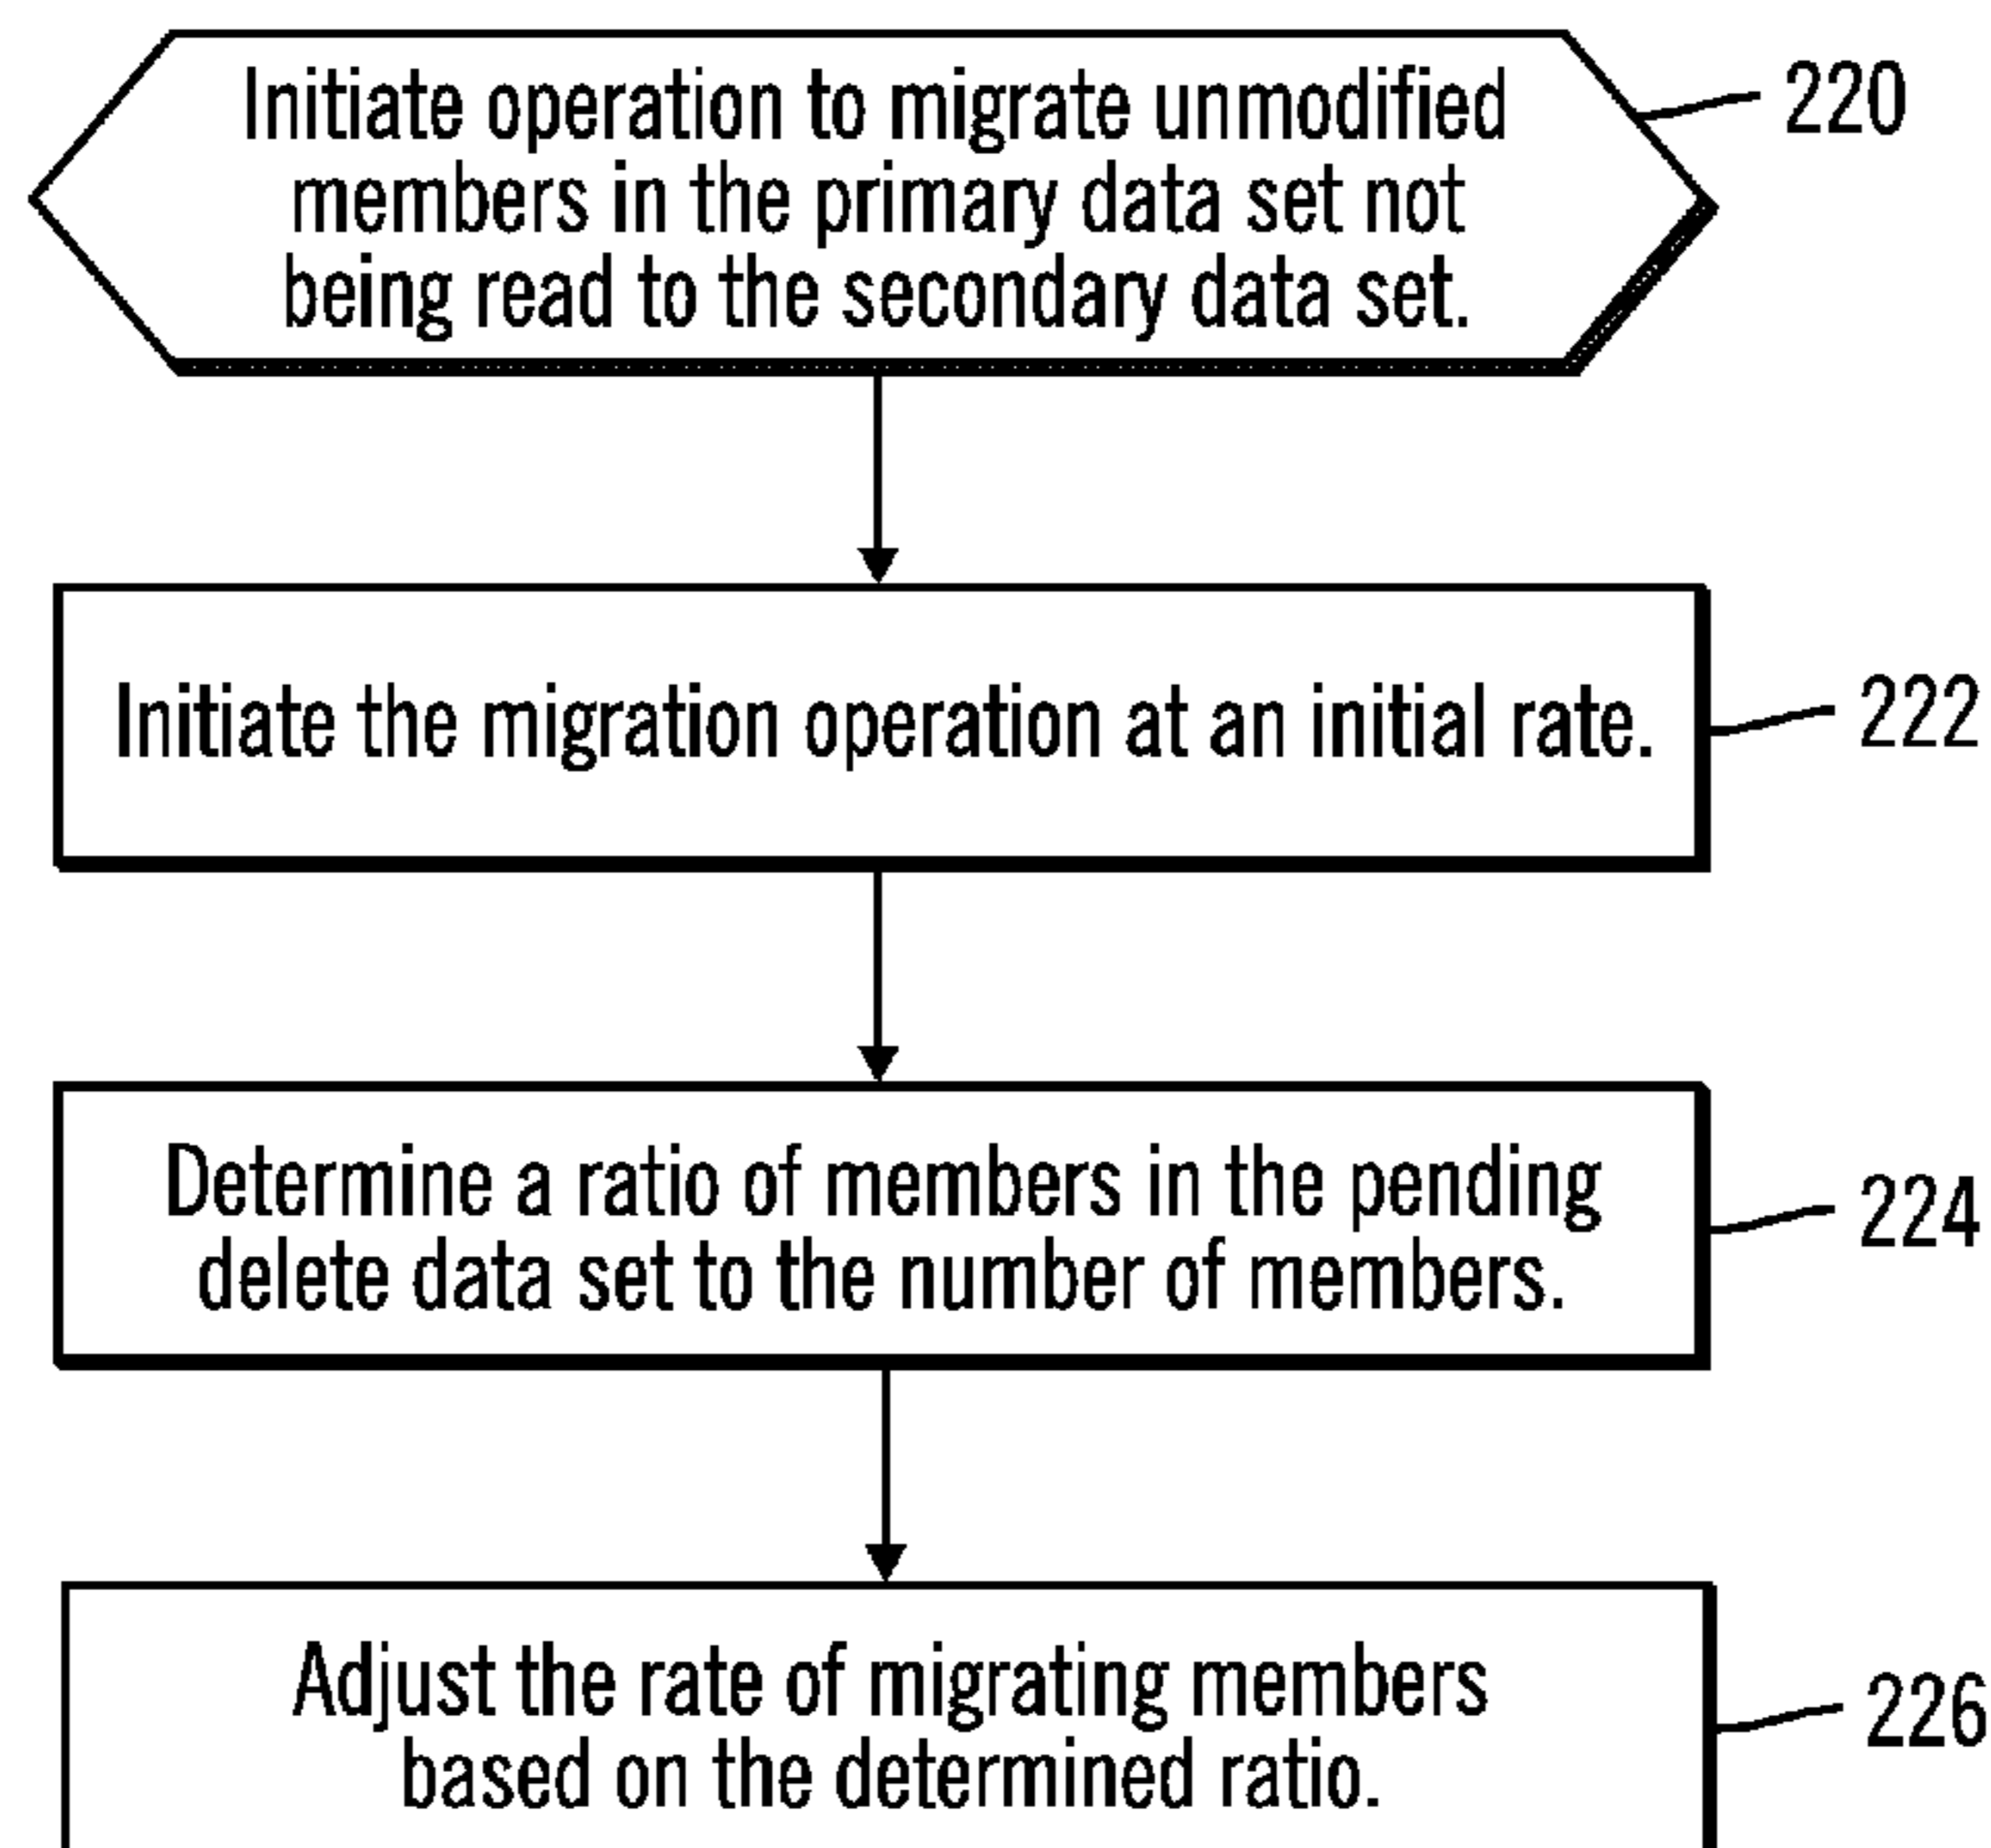 Initiate operation to migrate unmodified
members in the primary data set not
being read to the secondary data set.
220
Initiate the migration operation at an initial rate.
222
Determine a ratio of members in the pending
delete data set to the number of members.
224
Adjust the rate of migrating members
based on the determined ratio.
226